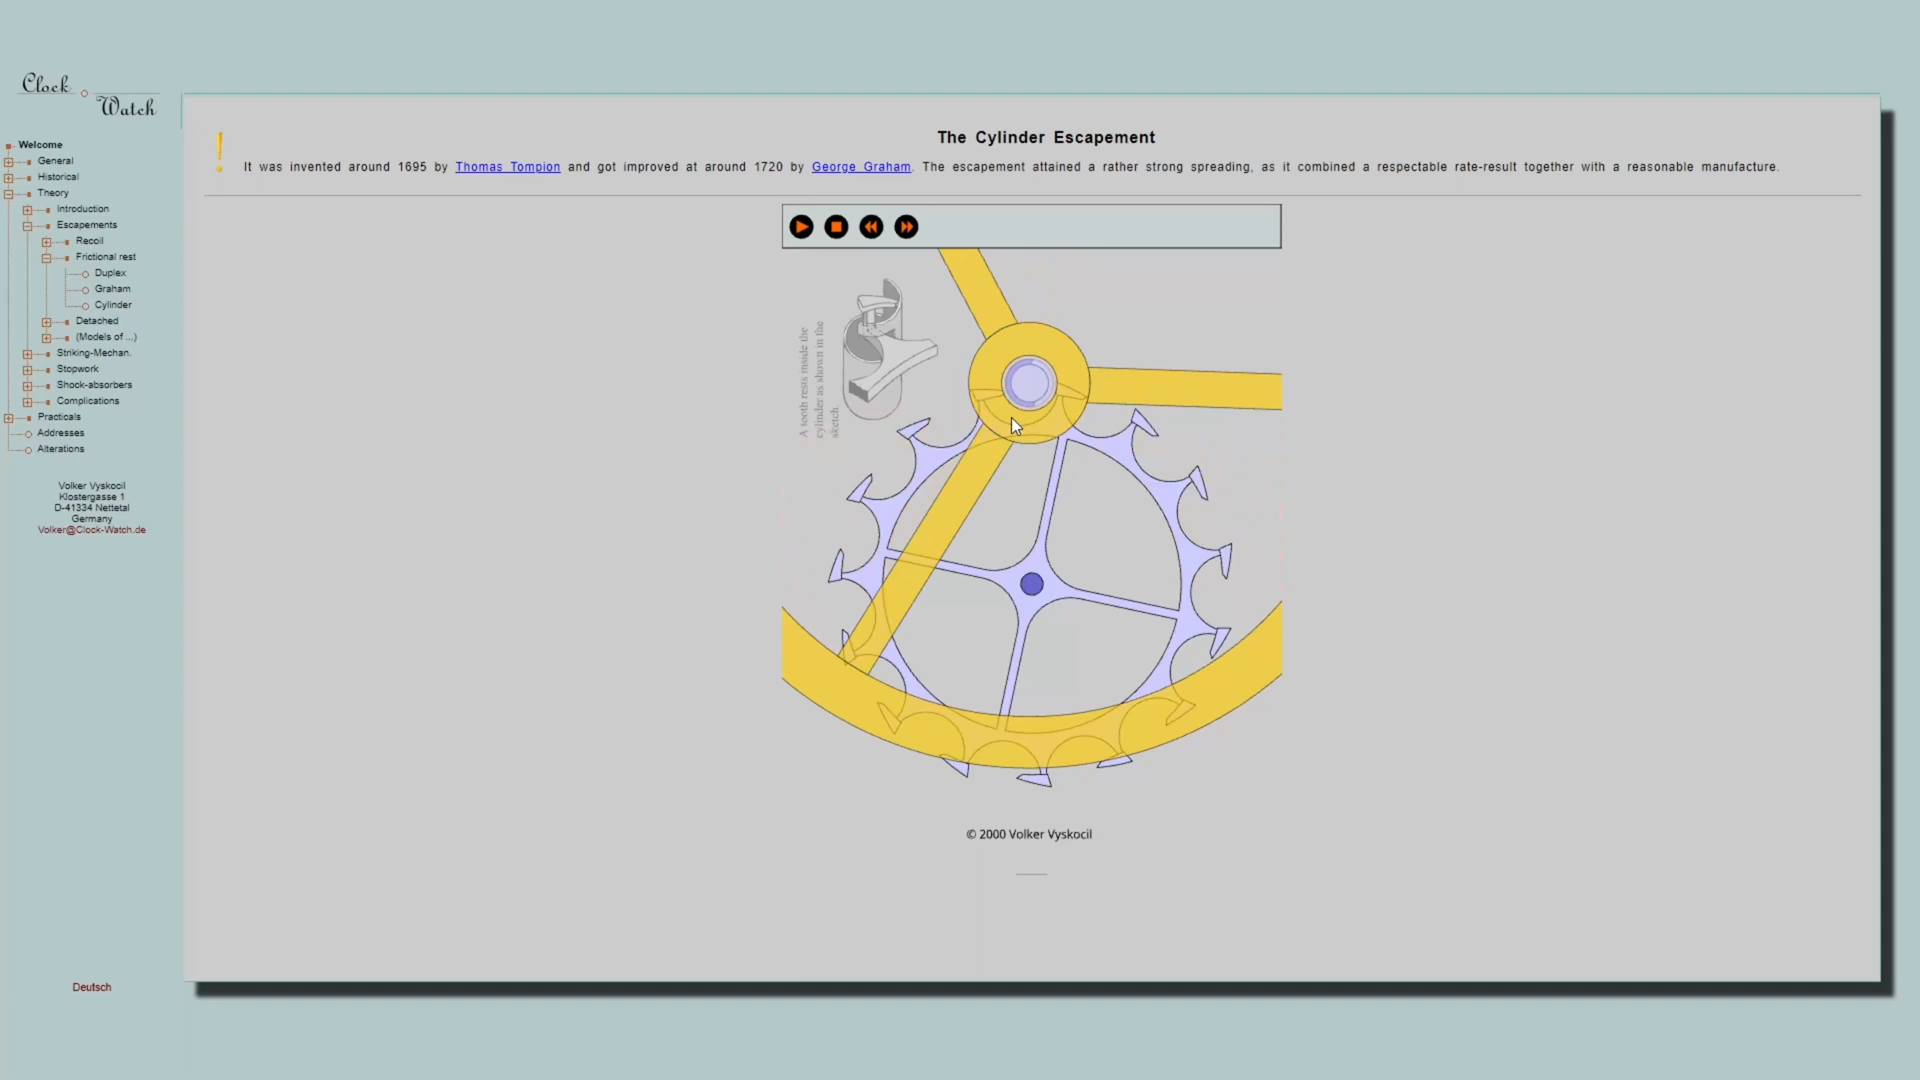 Clock
Watch
Welcome
General
Historical
Theory
Introduction
Escapements
Recoil
Frictional rest
Duplex
Graham
Cylinder
Detached
(Models of ...)
Striking-Mechan.
Stopwork
Shock-absorbers
Complications
Practicals
Addresses
Alterations
Volker Vyskocil
Klostergasse 1
D-41334 Nettetal
Germany
Volker@Clock-Watch.de
Deutsch
The Cylinder Escapement
! It was invented around 1695 by Thomas Tompion and got improved at around 1720 by George Graham. The escapement attained a rather strong spreading, as it combined a respectable rate-result together with a reasonable manufacture.
A tooth rests inside the
cylinder as shown in the
sketch.
© 2000 Volker Vyskocil